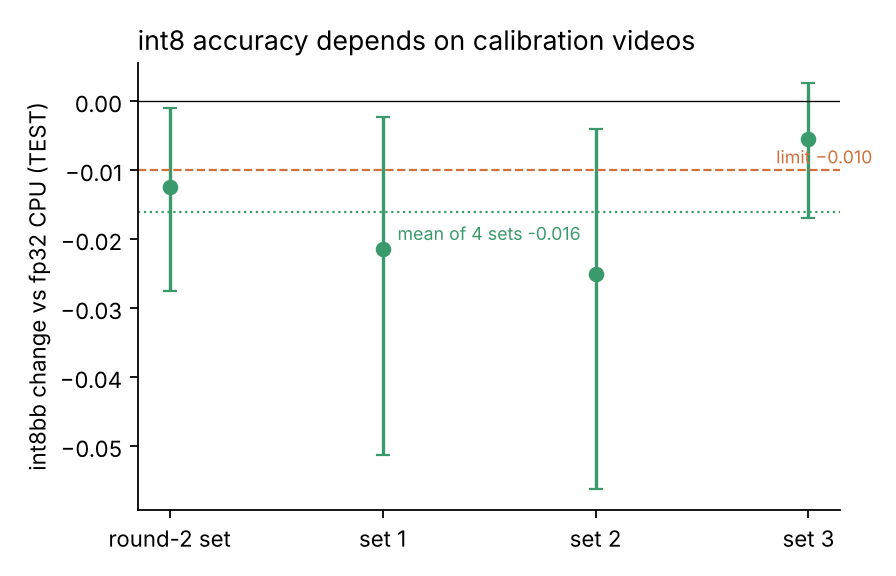 int8 accuracy depends on calibration videos
int8bb change vs fp32 CPU (TEST)
0.00
−0.01
−0.02
−0.03
−0.04
−0.05
limit −0.010
mean of 4 sets -0.016
round-2 set
set 1
set 2
set 3